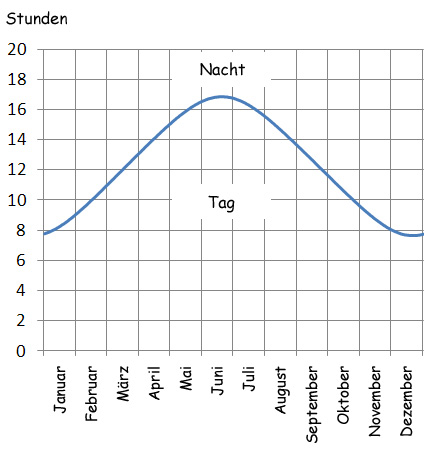 Stunden
20
18
16
14
12
10
8
6
4
2
0
Nacht
Tag
Januar
Februar
März
April
Mai
Juni
Juli
August
September
Oktober
November
Dezember